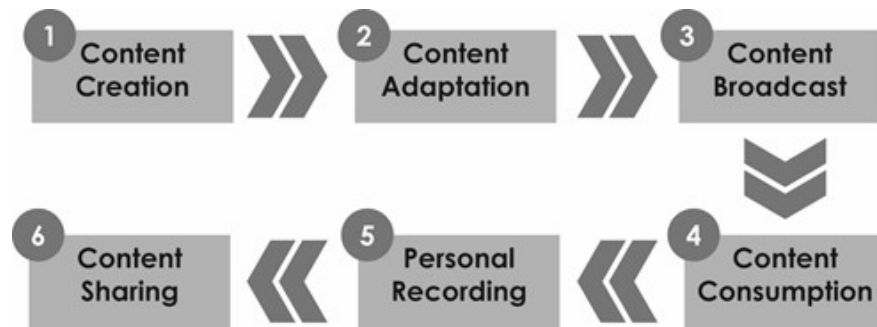 1
Content
Creation
2
Content
Adaptation
3
Content
Broadcast
4
Content
Consumption
5
Personal
Recording
6
Content
Sharing